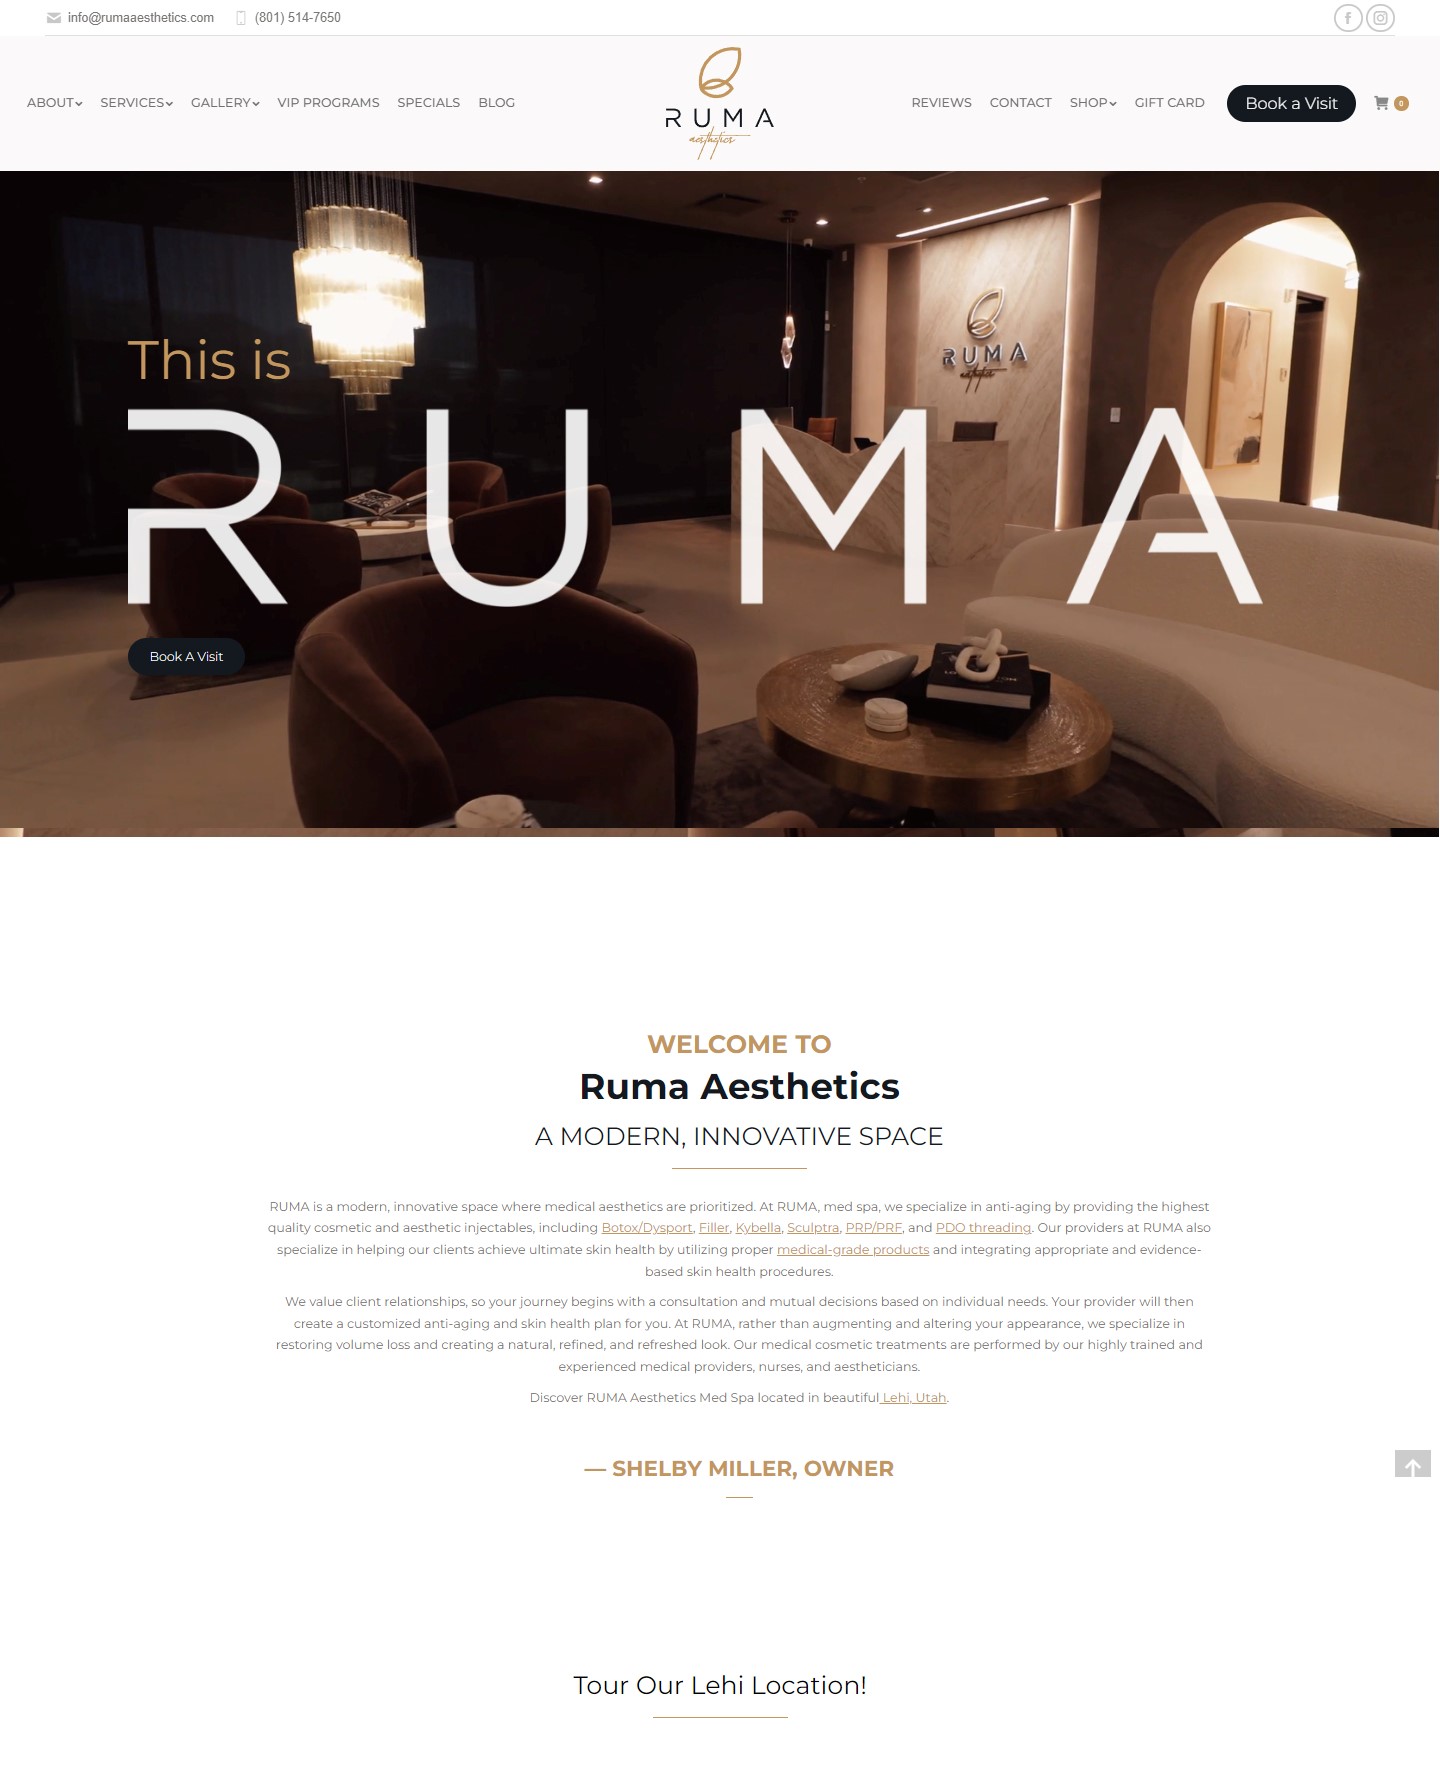 info@rumaaesthetics.com (801) 514-7650
ABOUT SERVICES GALLERY VIP PROGRAMS SPECIALS BLOG
RUMA
aesthetics
REVIEWS CONTACT SHOP GIFT CARD Book a Visit 0
This is
RUMA
aesthetics
RUMA
Book A Visit
WELCOME TO
Ruma Aesthetics
A MODERN, INNOVATIVE SPACE
RUMA is a modern, innovative space where medical aesthetics are prioritized. At RUMA, med spa, we specialize in anti-aging by providing the highest
quality cosmetic and aesthetic injectables, including Botox/Dysport, Filler, Kybella, Sculptra, PRP/PRF, and PDO threading. Our providers at RUMA also
specialize in helping our clients achieve ultimate skin health by utilizing proper medical-grade products and integrating appropriate and evidence-
based skin health procedures.
We value client relationships, so your journey begins with a consultation and mutual decisions based on individual needs. Your provider will then
create a customized anti-aging and skin health plan for you. At RUMA, rather than augmenting and altering your appearance, we specialize in
restoring volume loss and creating a natural, refined, and refreshed look. Our medical cosmetic treatments are performed by our highly trained and
experienced medical providers, nurses, and aestheticians.
Discover RUMA Aesthetics Med Spa located in beautiful Lehi, Utah.
— SHELBY MILLER, OWNER
Tour Our Lehi Location!